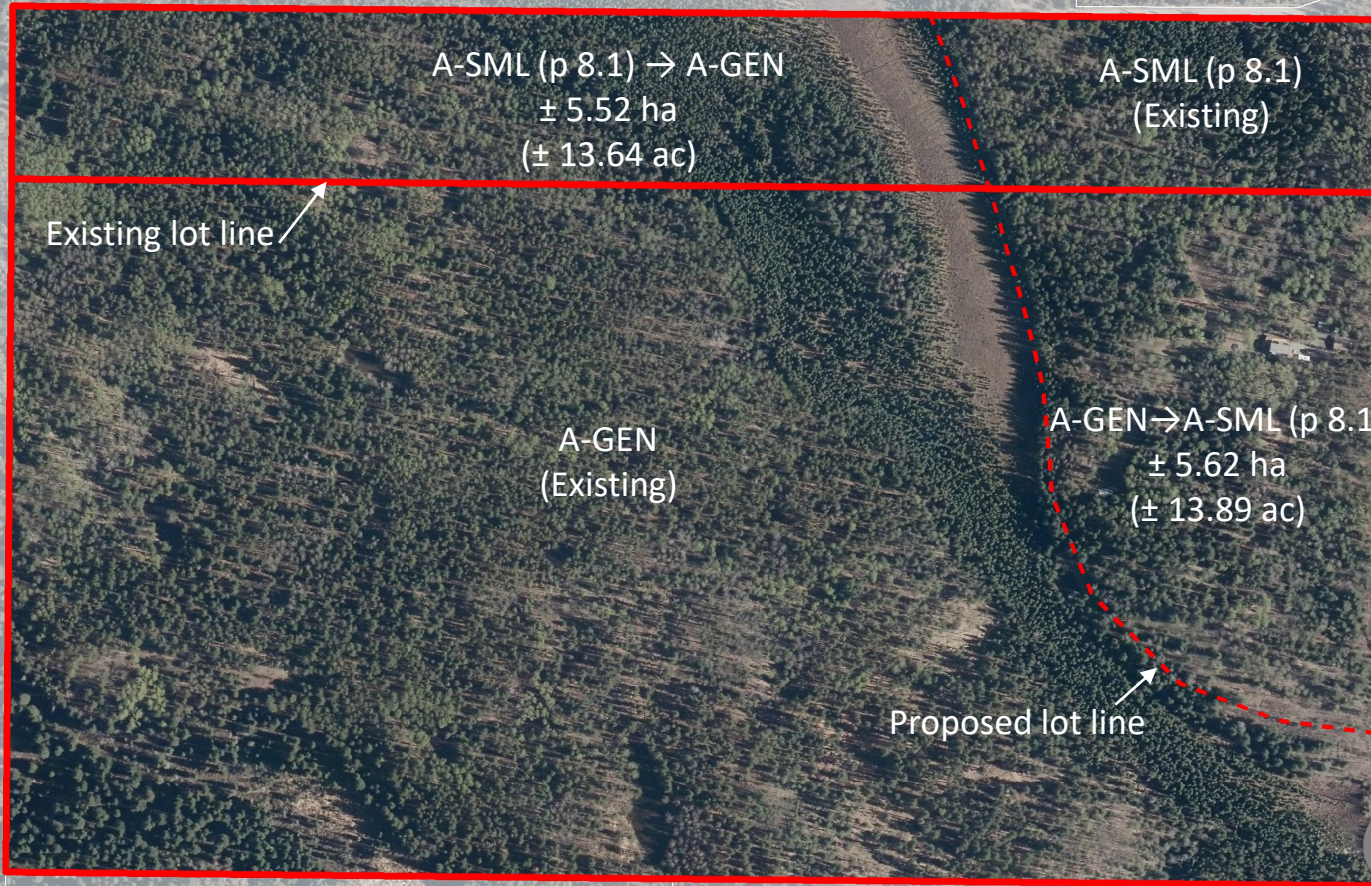 A-SML (p 8.1) → A-GEN
± 5.52 ha
(± 13.64 ac)
A-SML (p 8.1)
(Existing)
Existing lot line
A-GEN
(Existing)
A-GEN→A-SML (p 8.1
± 5.62 ha
(± 13.89 ac)
Proposed lot line